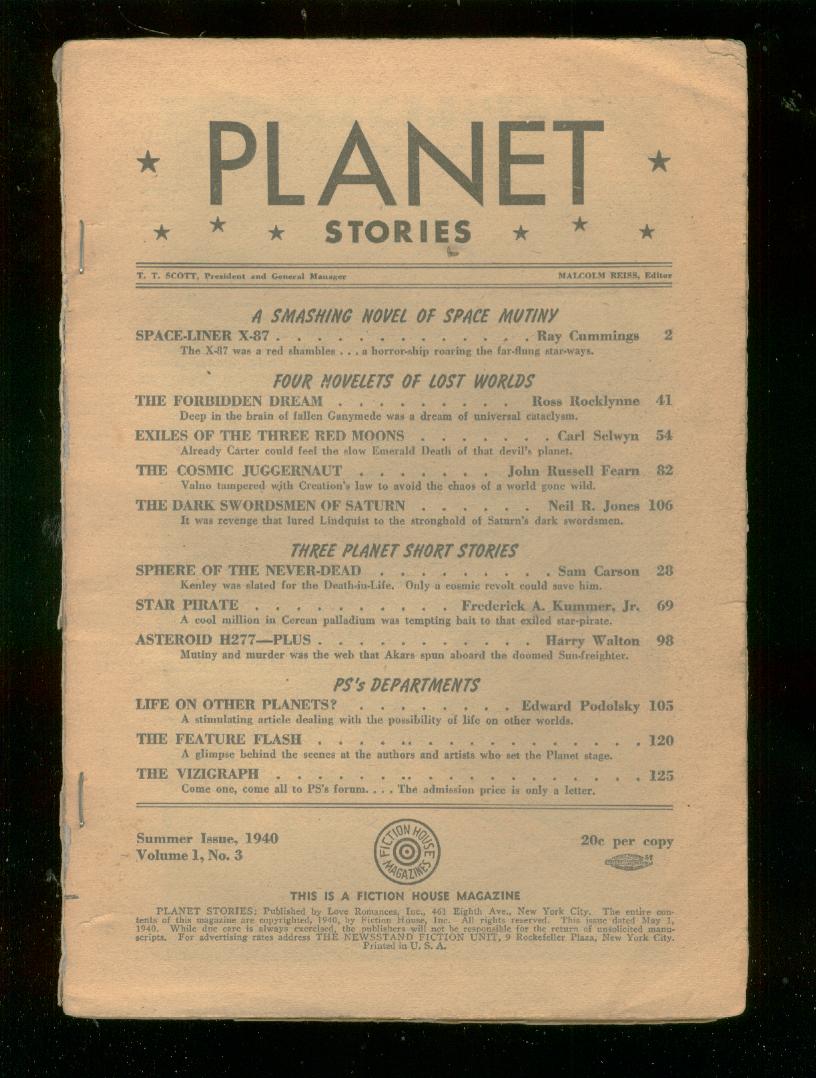 PLANET
STORIES
T. T. SCOTT, President and General Manager MALCOLM REISS, Editor
A SMASHING NOVEL OF SPACE MUTINY
SPACE-LINER X-87 . . . . . . . . . . . . . Ray Cummings 2
The X-87 was a red shambles . . . a horror-ship roaring the far-flung star-ways.
FOUR NOVELETS OF LOST WORLDS
THE FORBIDDEN DREAM . . . . . . . . . Ross Rocklynne 41
Deep in the brain of fallen Ganymede was a dream of universal cataclysm.
EXILES OF THE THREE RED MOONS . . . . . . . Carl Selwyn 54
Already Carter could feel the slow Emerald Death of that devil's planet.
THE COSMIC JUGGERNAUT . . . . . . . John Russell Fearn 82
Valno tampered with Creation's law to avoid the chaos of a world gone wild.
THE DARK SWORDSMEN OF SATURN . . . . . . Neil R. Jones 106
It was revenge that lured Lindquist to the stronghold of Saturn's dark swordsmen.
THREE PLANET SHORT STORIES
SPHERE OF THE NEVER-DEAD . . . . . . . . . Sam Carson 28
Kenley was slated for the Death-in-Life. Only a cosmic revolt could save him.
STAR PIRATE . . . . . . . . . . Frederick A. Kummer, Jr. 69
A cool million in Cerean palladium was tempting bait to that exiled star-pirate.
ASTEROID H277—PLUS . . . . . . . . . . . Harry Walton 98
Mutiny and murder was the web that Akars spun aboard the doomed Sun-freighter.
PS's DEPARTMENTS
LIFE ON OTHER PLANETS? . . . . . . . . Edward Podolsky 105
A stimulating article dealing with the possibility of life on other worlds.
THE FEATURE FLASH . . . . .. . . . . . . . . . . . 120
A glimpse behind the scenes at the authors and artists who set the Planet stage.
THE VIZIGRAPH . . . . . . .. . . . . . . . . . . . 125
Come one, come all to PS's forum. . . . The admission price is only a letter.
Summer Issue, 1940
Volume 1, No. 3
FICTION HOUSE MAGAZINES
20c per copy
THIS IS A FICTION HOUSE MAGAZINE
PLANET STORIES: Published by Love Romances, Inc., 461 Eighth Ave., New York City. The entire con-
tents of this magazine are copyrighted, 1940, by Fiction House, Inc. All rights reserved. This issue dated May 1,
1940. While due care is always exercised, the publishers will not be responsible for the return of unsolicited manu-
scripts. For advertising rates address THE NEWSSTAND FICTION UNIT, 9 Rockefeller Plaza, New York City.
Printed in U. S. A.